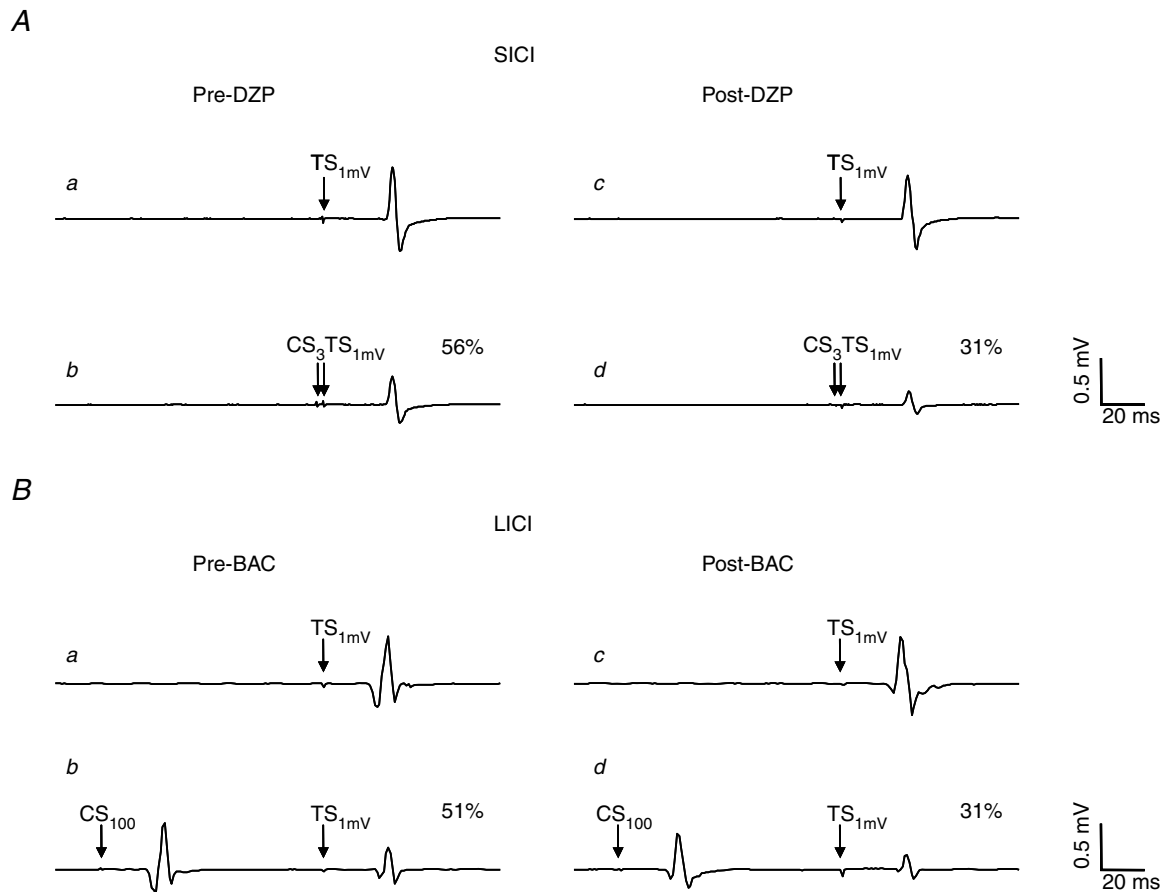 A
SICI
Pre-DZP Post-DZP
TS1mV TS1mV
a c
CS3TS1mV 56% CS3TS1mV 31%
b d
0.5 mV
20 ms
B
LICI
Pre-BAC Post-BAC
TS1mV TS1mV
a c
b d
CS100 TS1mV 51% CS100 TS1mV 31%
0.5 mV
20 ms